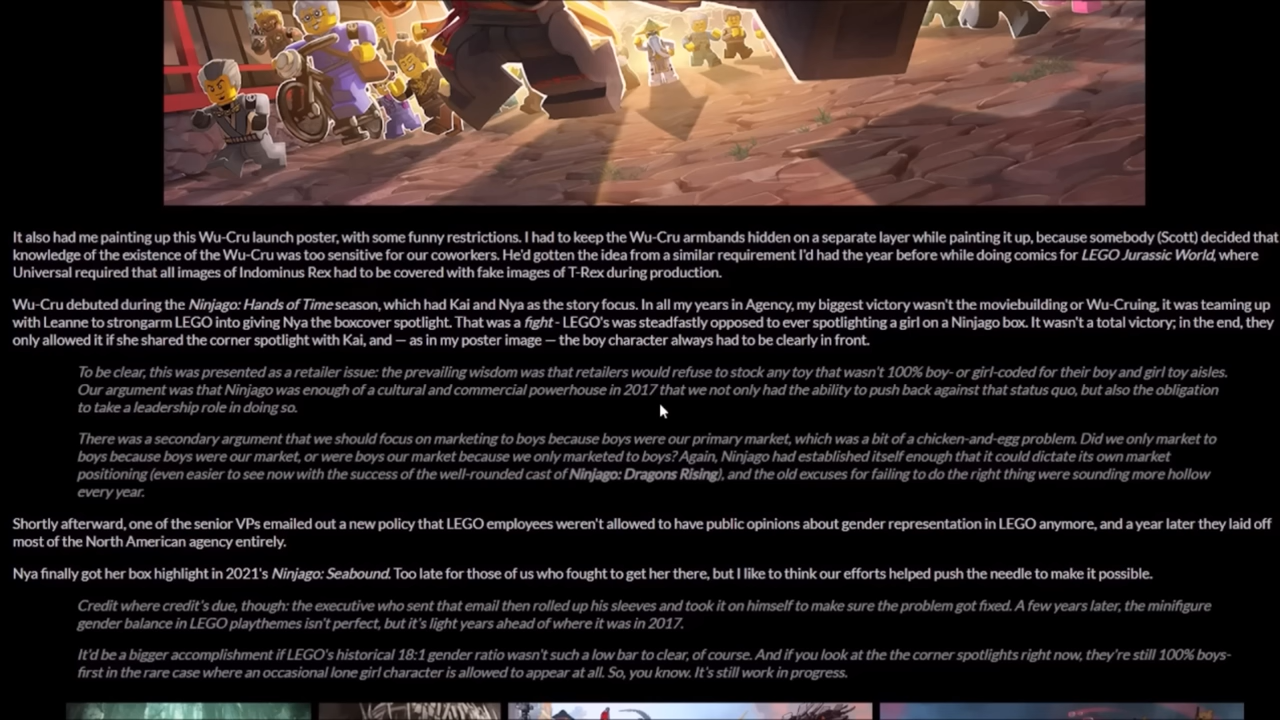 It also had me painting up this Wu-Cru launch poster, with some funny restrictions. I had to keep the Wu-Cru armbands hidden on a separate layer while painting it up, because somebody (Scott) decided that
knowledge of the existence of the Wu-Cru was too sensitive for our coworkers. He'd gotten the idea from a similar requirement I'd had the year before while doing comics for LEGO Jurassic World, where
Universal required that all images of Indominus Rex had to be covered with fake images of T-Rex during production.
Wu-Cru debuted during the Ninjago: Hands of Time season, which had Kai and Nya as the story focus. In all my years in Agency, my biggest victory wasn't the moviebuilding or Wu-Cruing, it was teaming up
with Leanne to strongarm LEGO into giving Nya the boxcover spotlight. That was a fight - LEGO's was steadfastly opposed to ever spotlighting a girl on a Ninjago box. It wasn't a total victory; in the end, they
only allowed it if she shared the corner spotlight with Kai, and — as in my poster image — the boy character always had to be clearly in front.
To be clear, this was presented as a retailer issue: the prevailing wisdom was that retailers would refuse to stock any toy that wasn't 100% boy- or girl-coded for their boy and girl toy aisles.
Our argument was that Ninjago was enough of a cultural and commercial powerhouse in 2017 that we not only had the ability to push back against that status quo, but also the obligation
to take a leadership role in doing so.
There was a secondary argument that we should focus on marketing to boys because boys were our primary market, which was a bit of a chicken-and-egg problem. Did we only market to
boys because boys were our market, or were boys our market because we only marketed to boys? Again, Ninjago had established itself enough that it could dictate its own market
positioning (even easier to see now with the success of the well-rounded cast of Ninjago: Dragons Rising), and the old excuses for failing to do the right thing were sounding more hollow
every year.
Shortly afterward, one of the senior VPs emailed out a new policy that LEGO employees weren't allowed to have public opinions about gender representation in LEGO anymore, and a year later they laid off
most of the North American agency entirely.
Nya finally got her box highlight in 2021's Ninjago: Seabound. Too late for those of us who fought to get her there, but I like to think our efforts helped push the needle to make it possible.
Credit where credit's due, though: the executive who sent that email then rolled up his sleeves and took it on himself to make sure the problem got fixed. A few years later, the minifigure
gender balance in LEGO playthemes isn't perfect, but it's light years ahead of where it was in 2017.
It'd be a bigger accomplishment if LEGO's historical 18:1 gender ratio wasn't such a low bar to clear, of course. And if you look at the the corner spotlights right now, they're still 100% boys-
first in the rare case where an occasional lone girl character is allowed to appear at all. So, you know. It's still work in progress.